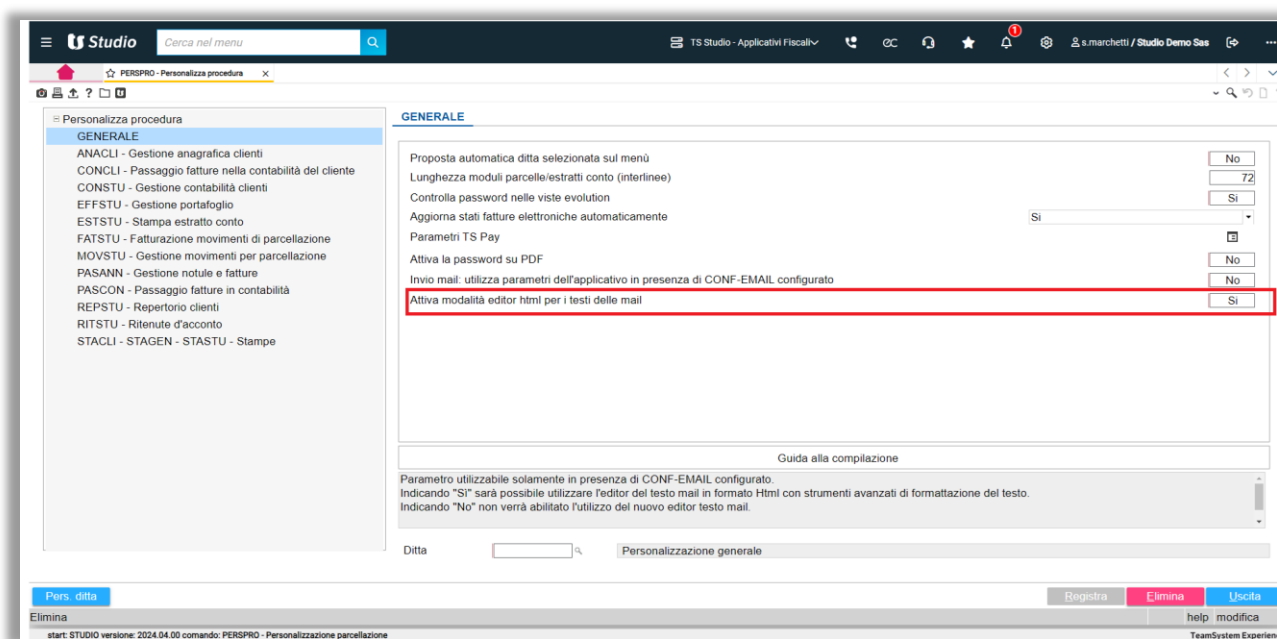 TS Studio Cerca nel menu TS Studio - Applicativi Fiscali 1 s.marchetti / Studio Demo Sas
PERSPRO - Personalizza procedura X
Personalizza procedura
GENERALE
ANACLI - Gestione anagrafica clienti
CONCLI - Passaggio fatture nella contabilità del cliente
CONSTU - Gestione contabilità clienti
EFFSTU - Gestione portafoglio
ESTSTU - Stampa estratto conto
FATSTU - Fatturazione movimenti di parcellazione
MOVSTU - Gestione movimenti per parcellazione
PASANN - Gestione notule e fatture
PASCON - Passaggio fatture in contabilità
REPSTU - Repertorio clienti
RITSTU - Ritenute d'acconto
STACLI - STAGEN - STASTU - Stampe
GENERALE
Proposta automatica ditta selezionata sul menù No
Lunghezza moduli parcelle/estratti conto (interlinee) 72
Controlla password nelle viste evolution Si
Aggiorna stati fatture elettroniche automaticamente Si
Parametri TS Pay
Attiva la password su PDF No
Invio mail: utilizza parametri dell'applicativo in presenza di CONF-EMAIL configurato No
Attiva modalità editor html per i testi delle mail Si
Guida alla compilazione
Parametro utilizzabile solamente in presenza di CONF-EMAIL configurato.
Indicando "Sì" sarà possibile utilizzare l'editor del testo mail in formato Html con strumenti avanzati di formattazione del testo.
Indicando "No" non verrà abilitato l'utilizzo del nuovo editor testo mail.
Ditta Personalizzazione generale
Pers. ditta Registra Elimina Uscita
Elimina help modifica
start: STUDIO versione: 2024.04.00 comando: PERSPRO - Personalizzazione parcellazione TeamSystem Experien